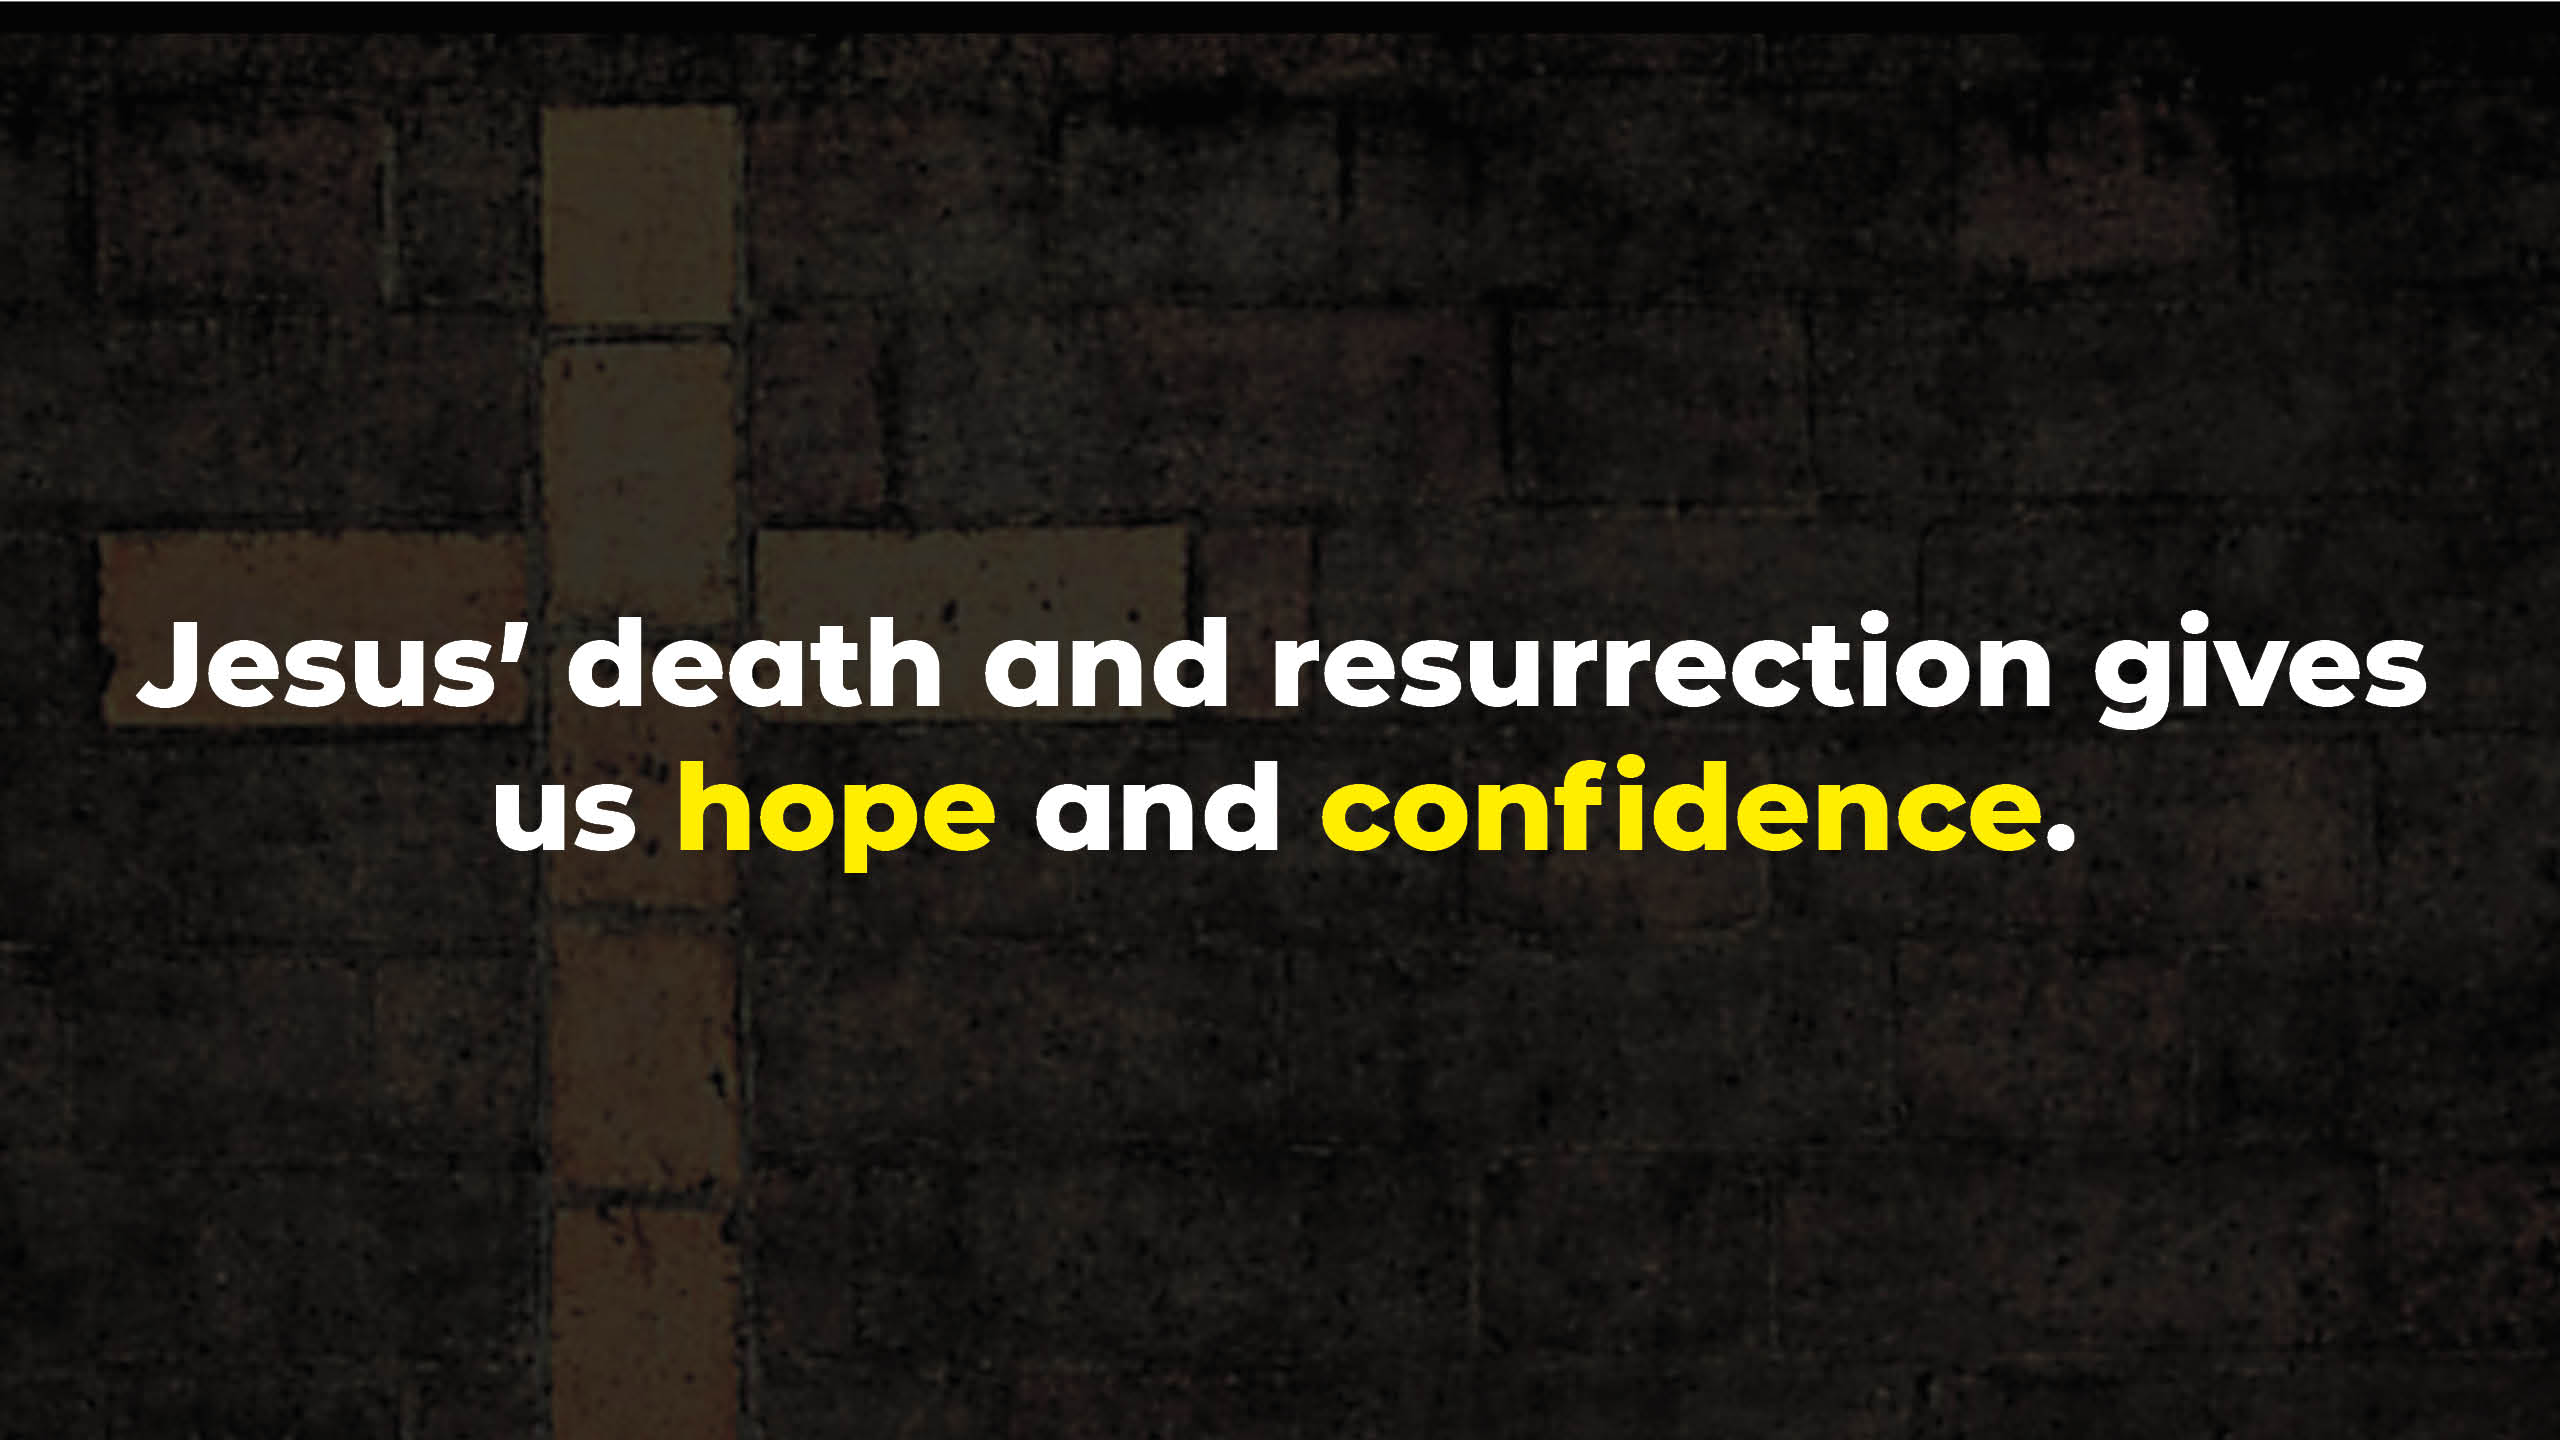 Jesus’ death and resurrection gives
us hope and confidence.